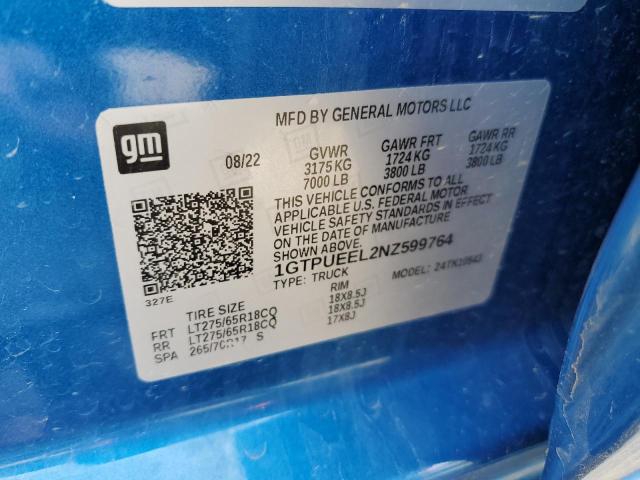 MFD BY GENERAL MOTORS LLC
gm
08/22 GVWR GAWR FRT GAWR RR
3175 KG 1724 KG 1724 KG
7000 LB 3800 LB 3800 LB
THIS VEHICLE CONFORMS TO ALL
APPLICABLE U.S. FEDERAL MOTOR
VEHICLE SAFETY STANDARDS IN EFFECT
ON THE DATE OF MANUFACTURE
SHOWN ABOVE.
1GTPUEEL2NZ599764
TYPE: TRUCK MODEL: 24TK10543
327E
TIRE SIZE RIM
FRT LT275/65R18CQ 18X8.5J
RR LT275/65R18CQ 18X8.5J
SPA 265/70R17 S 17X8J